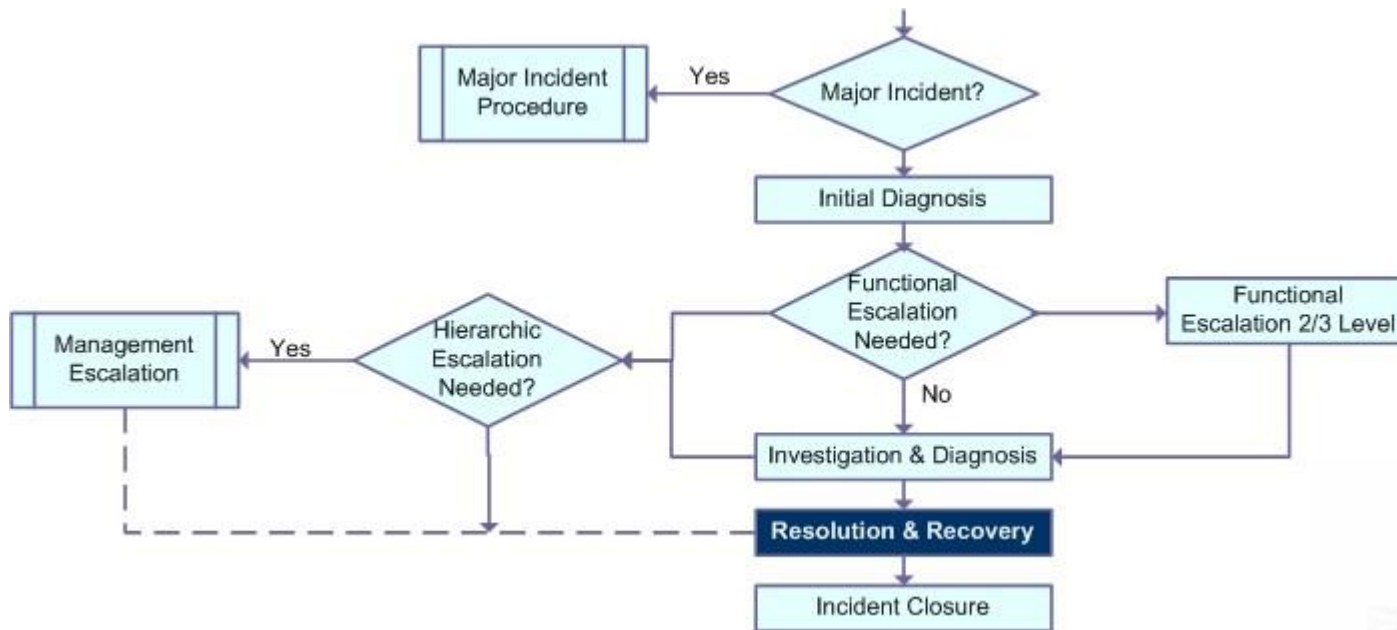 Major Incident
Procedure
Yes
Major Incident?
Initial Diagnosis
Functional
Escalation
Needed?
Functional
Escalation 2/3 Level
Hierarchic
Escalation
Needed?
Yes
Management
Escalation
No
Investigation & Diagnosis
Resolution & Recovery
Incident Closure